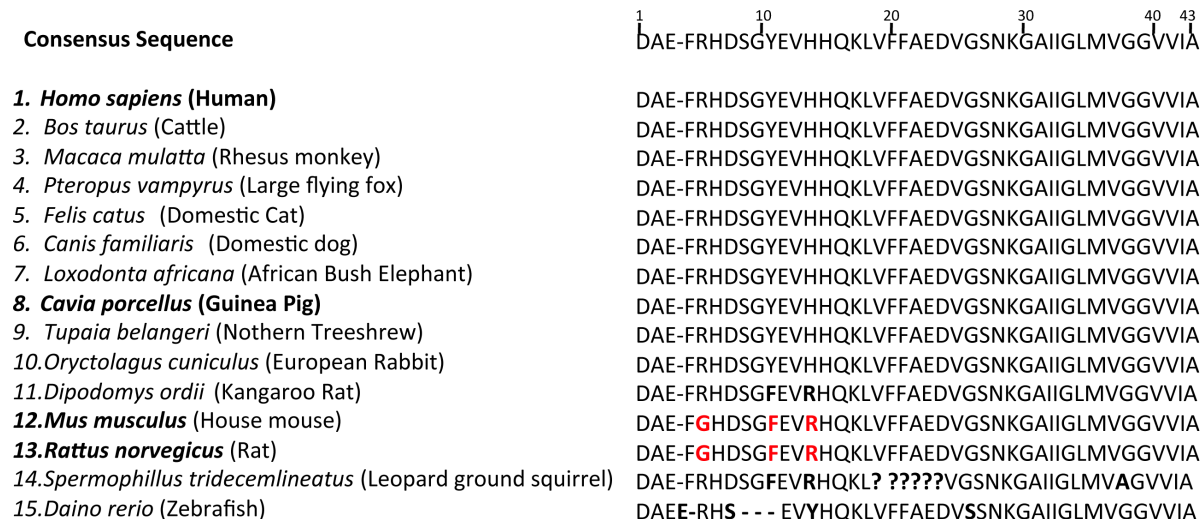 1 10 20 30 40 43
Consensus Sequence DAE-FRHDSGYEVHHQKLVFFAEDVGSNKGAIIGLMVGGVVIA
1. Homo sapiens (Human) DAE-FRHDSGYEVHHQKLVFFAEDVGSNKGAIIGLMVGGVVIA
2. Bos taurus (Cattle) DAE-FRHDSGYEVHHQKLVFFAEDVGSNKGAIIGLMVGGVVIA
3. Macaca mulatta (Rhesus monkey) DAE-FRHDSGYEVHHQKLVFFAEDVGSNKGAIIGLMVGGVVIA
4. Pteropus vampyrus (Large flying fox) DAE-FRHDSGYEVHHQKLVFFAEDVGSNKGAIIGLMVGGVVIA
5. Felis catus (Domestic Cat) DAE-FRHDSGYEVHHQKLVFFAEDVGSNKGAIIGLMVGGVVIA
6. Canis familiaris (Domestic dog) DAE-FRHDSGYEVHHQKLVFFAEDVGSNKGAIIGLMVGGVVIA
7. Loxodonta africana (African Bush Elephant) DAE-FRHDSGYEVHHQKLVFFAEDVGSNKGAIIGLMVGGVVIA
8. Cavia porcellus (Guinea Pig) DAE-FRHDSGYEVHHQKLVFFAEDVGSNKGAIIGLMVGGVVIA
9. Tupaia belangeri (Nothern Treeshrew) DAE-FRHDSGYEVHHQKLVFFAEDVGSNKGAIIGLMVGGVVIA
10.Oryctolagus cuniculus (European Rabbit) DAE-FRHDSGYEVHHQKLVFFAEDVGSNKGAIIGLMVGGVVIA
11.Dipodomys ordii (Kangaroo Rat) DAE-FRHDSGFEVRHQKLVFFAEDVGSNKGAIIGLMVGGVVIA
12.Mus musculus (House mouse) DAE-FGHDSGFEVRHQKLVFFAEDVGSNKGAIIGLMVGGVVIA
13.Rattus norvegicus (Rat) DAE-FGHDSGFEVRHQKLVFFAEDVGSNKGAIIGLMVGGVVIA
14.Spermophillus tridecemlineatus (Leopard ground squirrel) DAE-FRHDSGFEVRHQKL? ?????VGSNKGAIIGLMVAGVVIA
15.Daino rerio (Zebrafish) DAEE-RHS - - - EVYHQKLVFFAEDVSSNKGAIIGLMVGGVVIA